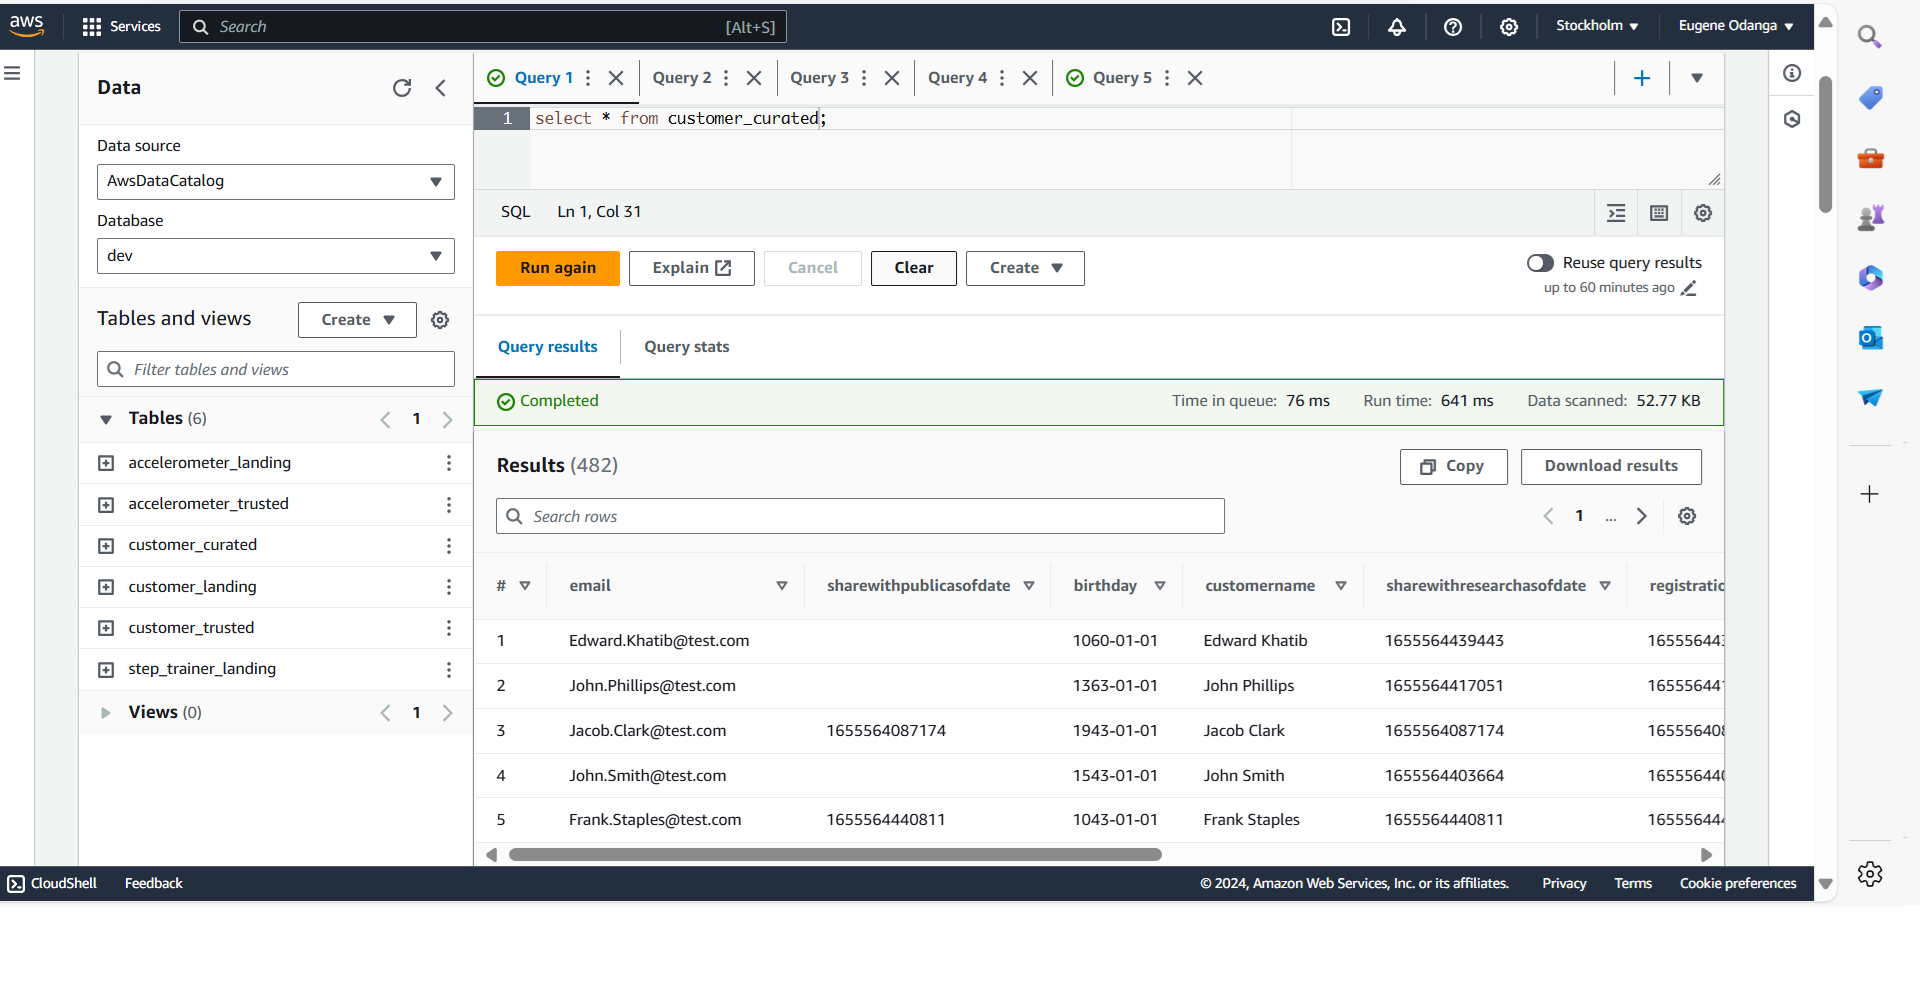 aws
Services
Search
[Alt+S]
Stockholm
Eugene Odanga
Data
Data source
AwsDataCatalog
Database
dev
Tables and views
Create
Filter tables and views
Tables (6)
1
accelerometer_landing
accelerometer_trusted
customer_curated
customer_landing
customer_trusted
step_trainer_landing
Views (0)
1
Query 1
Query 2
Query 3
Query 4
Query 5
1
select * from customer_curated;
SQL
Ln 1, Col 31
Run again
Explain
Cancel
Clear
Create
Reuse query results
up to 60 minutes ago
Query results
Query stats
Completed
Time in queue: 76 ms
Run time: 641 ms
Data scanned: 52.77 KB
Results (482)
Copy
Download results
Search rows
1
...
# email sharewithpublicasofdate birthday customername sharewithresearchasofdate registratio
1 Edward.Khatib@test.com 1060-01-01 Edward Khatib 1655564439443 165556443
2 John.Phillips@test.com 1363-01-01 John Phillips 1655564417051 165556441
3 Jacob.Clark@test.com 1655564087174 1943-01-01 Jacob Clark 1655564087174 165556408
4 John.Smith@test.com 1543-01-01 John Smith 1655564403664 165556440
5 Frank.Staples@test.com 1655564440811 1043-01-01 Frank Staples 1655564440811 165556444
CloudShell
Feedback
© 2024, Amazon Web Services, Inc. or its affiliates.
Privacy
Terms
Cookie preferences